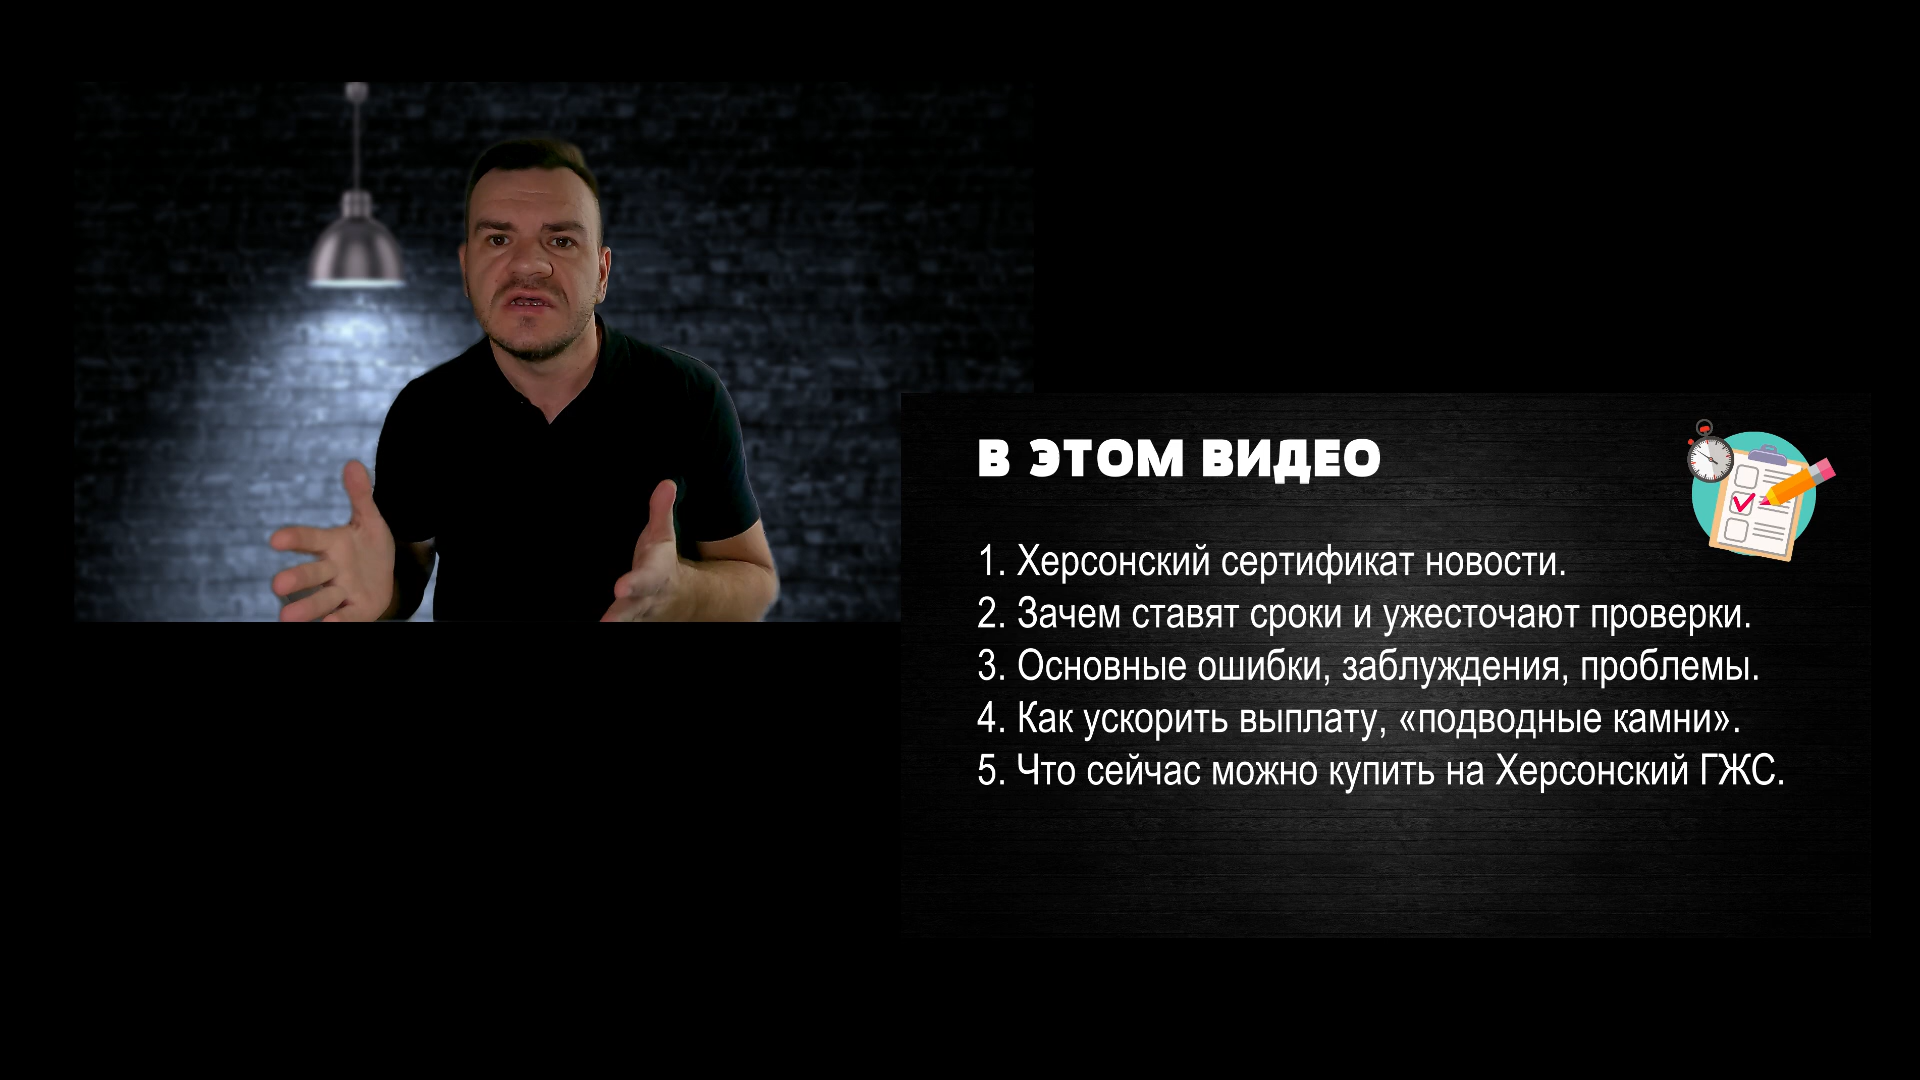 В ЭТОМ ВИДЕО
1. Херсонский сертификат новости.
2. Зачем ставят сроки и ужесточают проверки.
3. Основные ошибки, заблуждения, проблемы.
4. Как ускорить выплату, «подводные камни».
5. Что сейчас можно купить на Херсонский ГЖС.